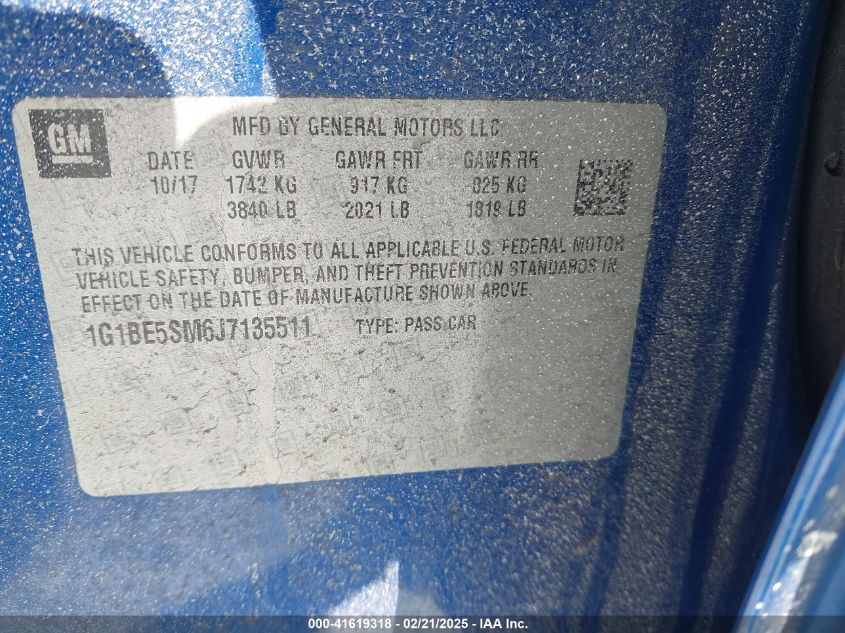 GM
MFD BY GENERAL MOTORS LLC
DATE GVWR GAWR FRT GAWR RR
10/17 1742 KG 917 KG 825 KG
3840 LB 2021 LB 1819 LB
THIS VEHICLE CONFORMS TO ALL APPLICABLE U.S. FEDERAL MOTOR
VEHICLE SAFETY, BUMPER, AND THEFT PREVENTION STANDARDS IN
EFFECT ON THE DATE OF MANUFACTURE SHOWN ABOVE.
1G1BE5SM6J7135511 TYPE: PASS CAR
000-41619318 - 02/21/2025 - IAA Inc.